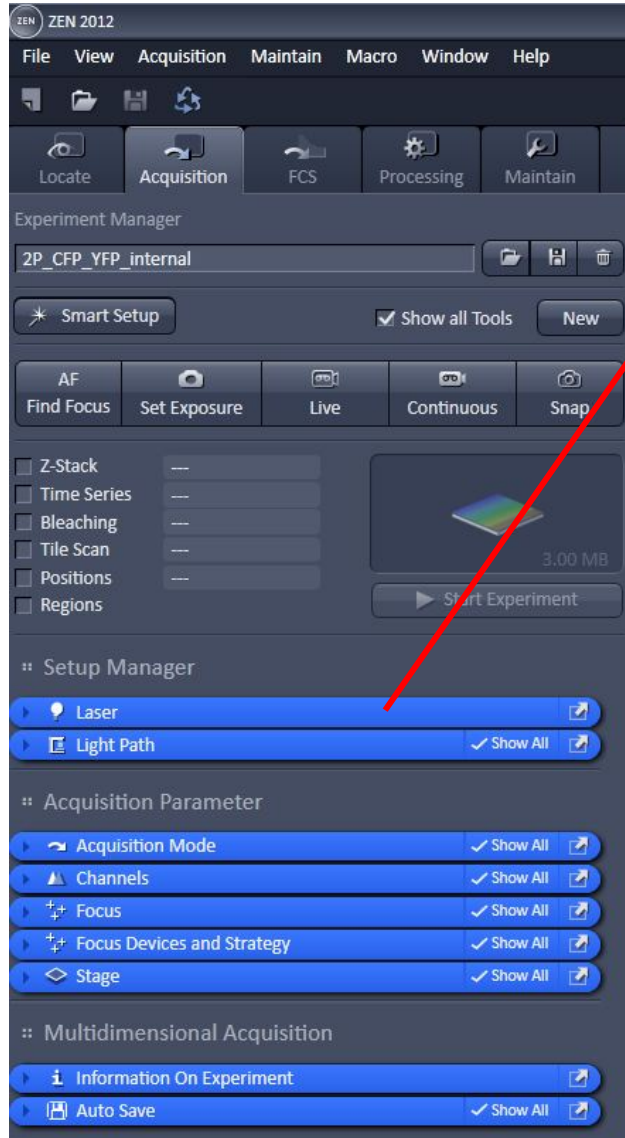 ZEN ZEN 2012
File View Acquisition Maintain Macro Window Help
Locate Acquisition FCS Processing Maintain
Experiment Manager
2P_CFP_YFP_internal
Smart Setup Show all Tools New
AF
Find Focus Set Exposure Live Continuous Snap
Z-Stack ---
Time Series ---
Bleaching ---
Tile Scan ---
Positions ---
Regions
3.00 MB
Start Experiment
Setup Manager
Laser
Light Path Show All
Acquisition Parameter
Acquisition Mode Show All
Channels Show All
Focus Show All
Focus Devices and Strategy Show All
Stage Show All
Multidimensional Acquisition
Information On Experiment
Auto Save Show All